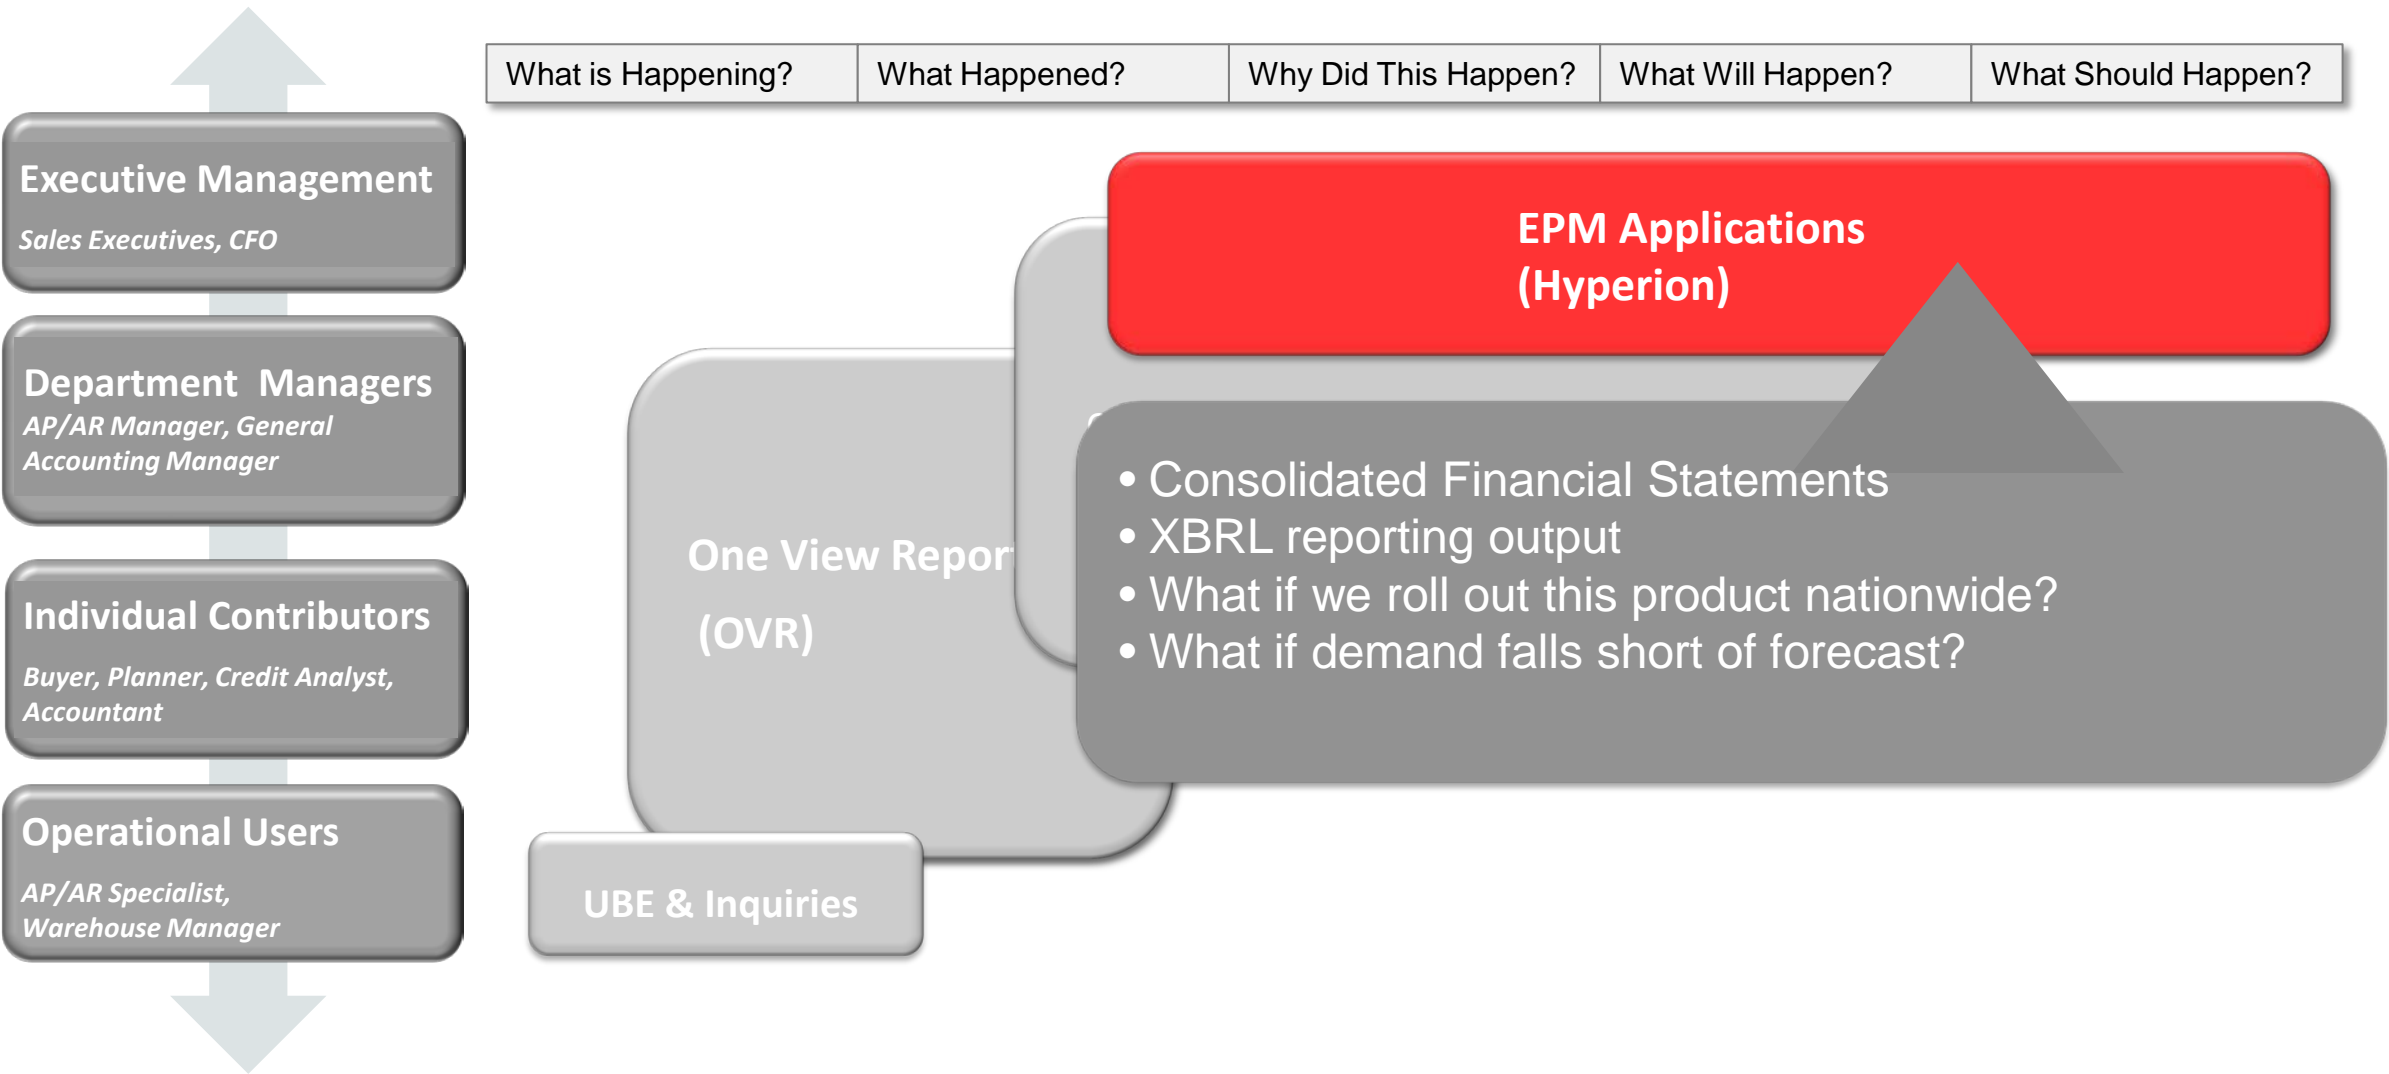 What is Happening?
What Happened?
Why Did This Happen?
What Will Happen?
What Should Happen?
Executive Management
Sales Executives, CFO
EPM Applications
(Hyperion)
Department Managers
AP/AR Manager, General
Accounting Manager
Individual Contributors
Buyer, Planner, Credit Analyst,
Accountant
Operational Users
AP/AR Specialist,
Warehouse Manager
One View Repor
(OVR)
• Consolidated Financial Statements
• XBRL reporting output
• What if we roll out this product nationwide?
• What if demand falls short of forecast?
UBE & Inquiries